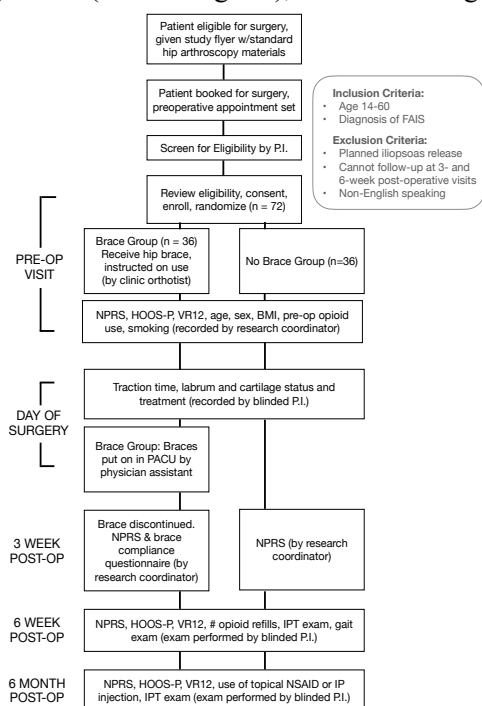 Patient eligible for surgery,
given study flyer w/standard
hip arthroscopy materials
Patient booked for surgery,
preoperative appointment set
Inclusion Criteria:
• Age 14-60
• Diagnosis of FAIS
Exclusion Criteria:
• Planned iliopsoas release
• Cannot follow-up at 3- and
6-week post-operative visits
• Non-English speaking
Screen for Eligibility by P.I.
Review eligibility, consent,
enroll, randomize (n = 72)
PRE-OP
VISIT
Brace Group (n = 36)
Receive hip brace,
instructed on use
(by clinic orthotist)
No Brace Group (n=36)
NPRS, HOOS-P, VR12, age, sex, BMI, pre-op opioid
use, smoking (recorded by research coordinator)
DAY OF
SURGERY
Traction time, labrum and cartilage status and
treatment (recorded by blinded P.I.)
Brace Group: Braces
put on in PACU by
physician assistant
3 WEEK
POST-OP
Brace discontinued.
NPRS & brace
compliance
questionnaire (by
research coordinator)
NPRS (by research
coordinator)
6 WEEK
POST-OP
NPRS, HOOS-P, VR12, # opioid refills, IPT exam, gait
exam (exam performed by blinded P.I.)
6 MONTH
POST-OP
NPRS, HOOS-P, VR12, use of topical NSAID or IP
injection, IPT exam (exam performed by blinded P.I.)